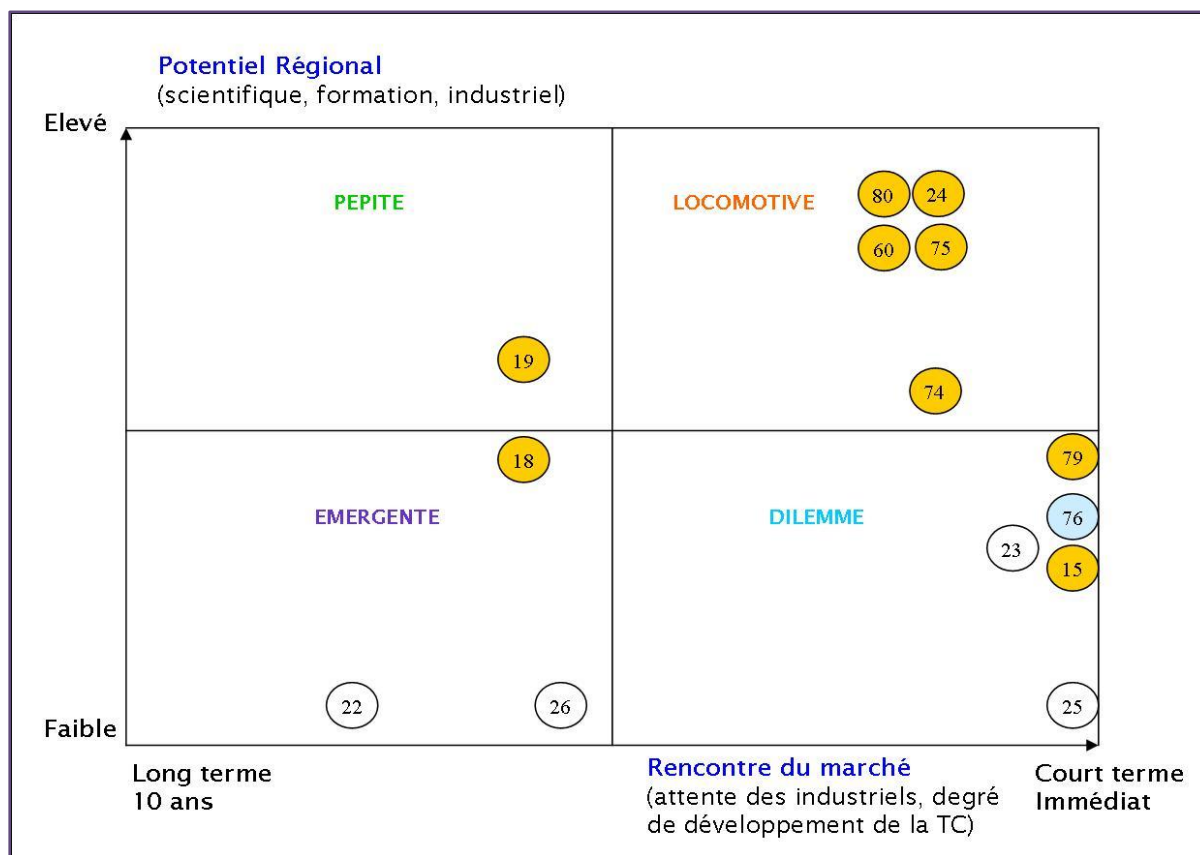 Potentiel Régional
(scientifique, formation, industriel)
Elevé
PEPITE
LOCOMOTIVE
80
24
60
75
19
74
18
79
EMERGENTE
DILEMME
76
23
15
22
26
25
Faible
Long terme
10 ans
Rencontre du marché
(attente des industriels, degré
de développement de la TC)
Court terme
Immédiat